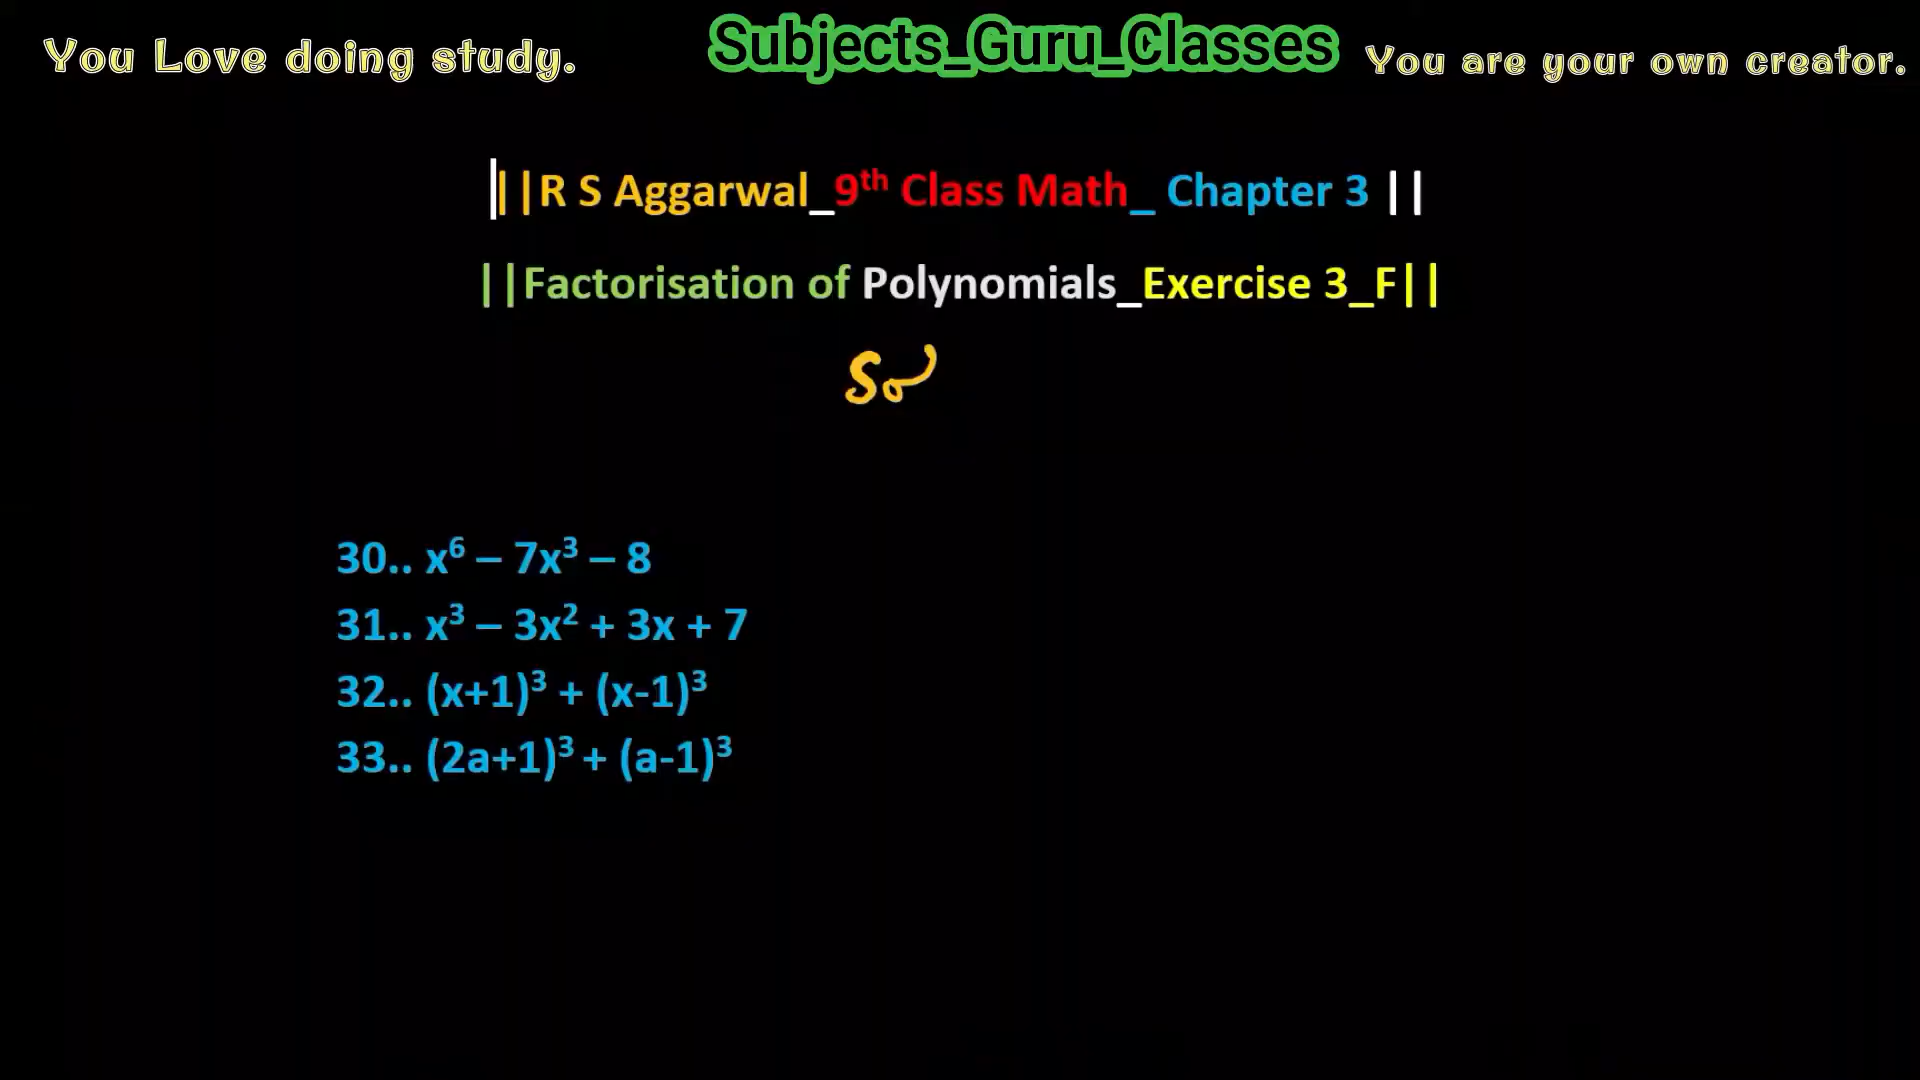 You Love doing study.
Subjects_Guru_Classes
You are your own creator.
||R S Aggarwal_9th Class Math_ Chapter 3 ||
||Factorisation of Polynomials_Exercise 3_F||
30.. x⁶ – 7x³ – 8
31.. x³ – 3x² + 3x + 7
32.. (x+1)³ + (x-1)³
33.. (2a+1)³ + (a-1)³